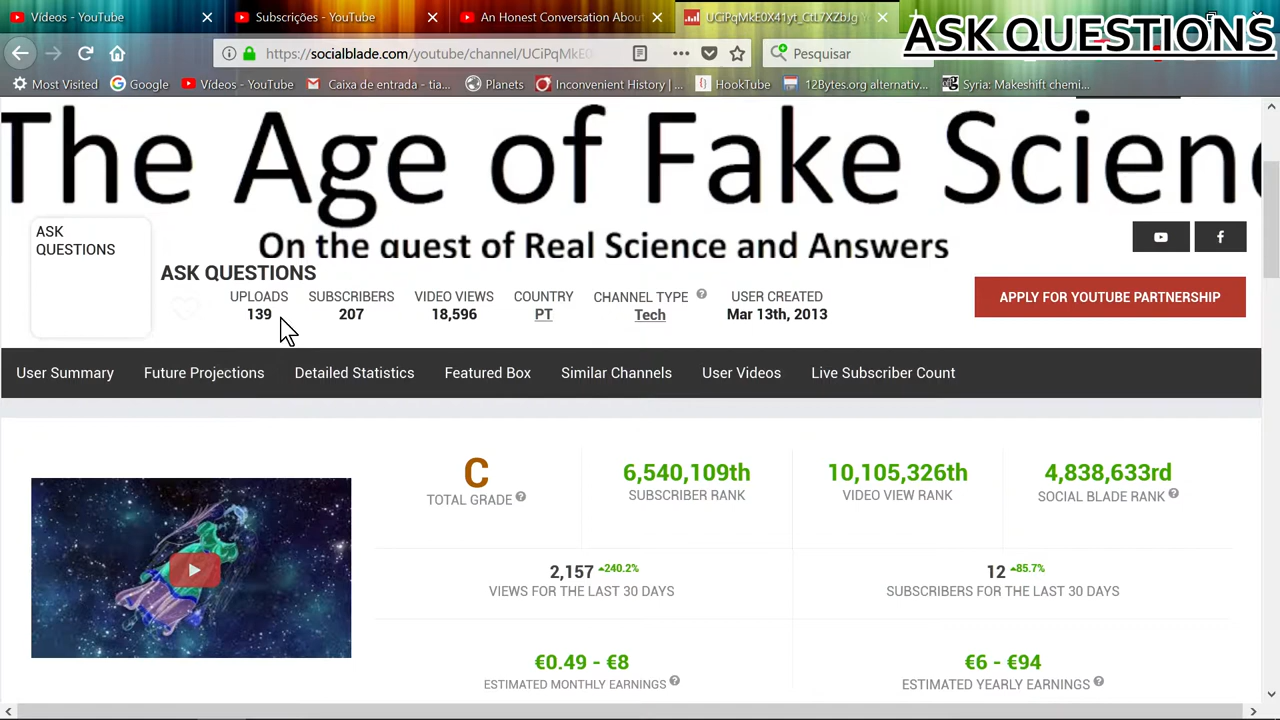 Vídeos - YouTube
Subscrições - YouTube
An Honest Conversation Abou
UCiPqMkE0X41yt_CtL7XZbJg Y
ASK QUESTIONS
https://socialblade.com/youtube/channel/UCiPqMkE0
Pesquisar
Most Visited
Google
Vídeos - YouTube
Caixa de entrada - tia...
Planets
Inconvenient History | ...
HookTube
12Bytes.org alternativ...
Syria: Makeshift chemi...
The Age of Fake Scienc
On the quest of Real Science and Answers
ASK
QUESTIONS
ASK QUESTIONS
UPLOADS
139
SUBSCRIBERS
207
VIDEO VIEWS
18,596
COUNTRY
PT
CHANNEL TYPE
Tech
USER CREATED
Mar 13th, 2013
APPLY FOR YOUTUBE PARTNERSHIP
User Summary
Future Projections
Detailed Statistics
Featured Box
Similar Channels
User Videos
Live Subscriber Count
C
TOTAL GRADE
6,540,109th
SUBSCRIBER RANK
10,105,326th
VIDEO VIEW RANK
4,838,633rd
SOCIAL BLADE RANK
2,157 240.2%
VIEWS FOR THE LAST 30 DAYS
12 85.7%
SUBSCRIBERS FOR THE LAST 30 DAYS
€0.49 - €8
ESTIMATED MONTHLY EARNINGS
€6 - €94
ESTIMATED YEARLY EARNINGS